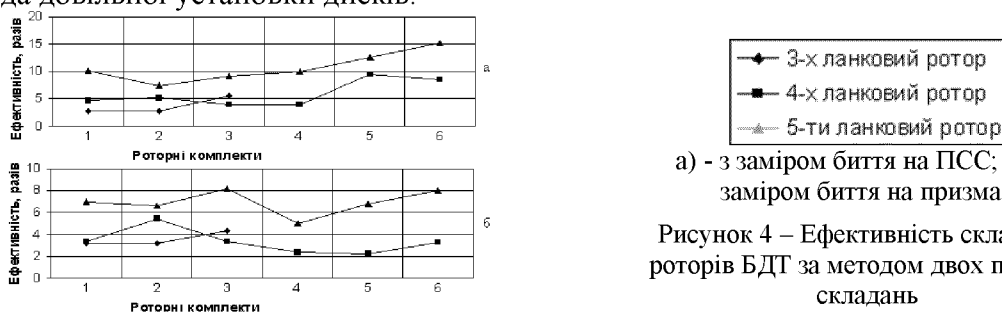 да довільної установки дисків.
Ефективність, разів
20
15
10
5
0
1 2 3 4 5 6
Роторні комплекти
а
Ефективність, разів
10
8
6
4
2
0
1 2 3 4 5 6
Роторні комплекти
б
3-х ланковий ротор
4-х ланковий ротор
5-ти ланковий ротор
а) - з заміром биття на ПСС;
заміром биття на призма
Рисунок 4 – Ефективність скла
роторів БДТ за методом двох п
складань